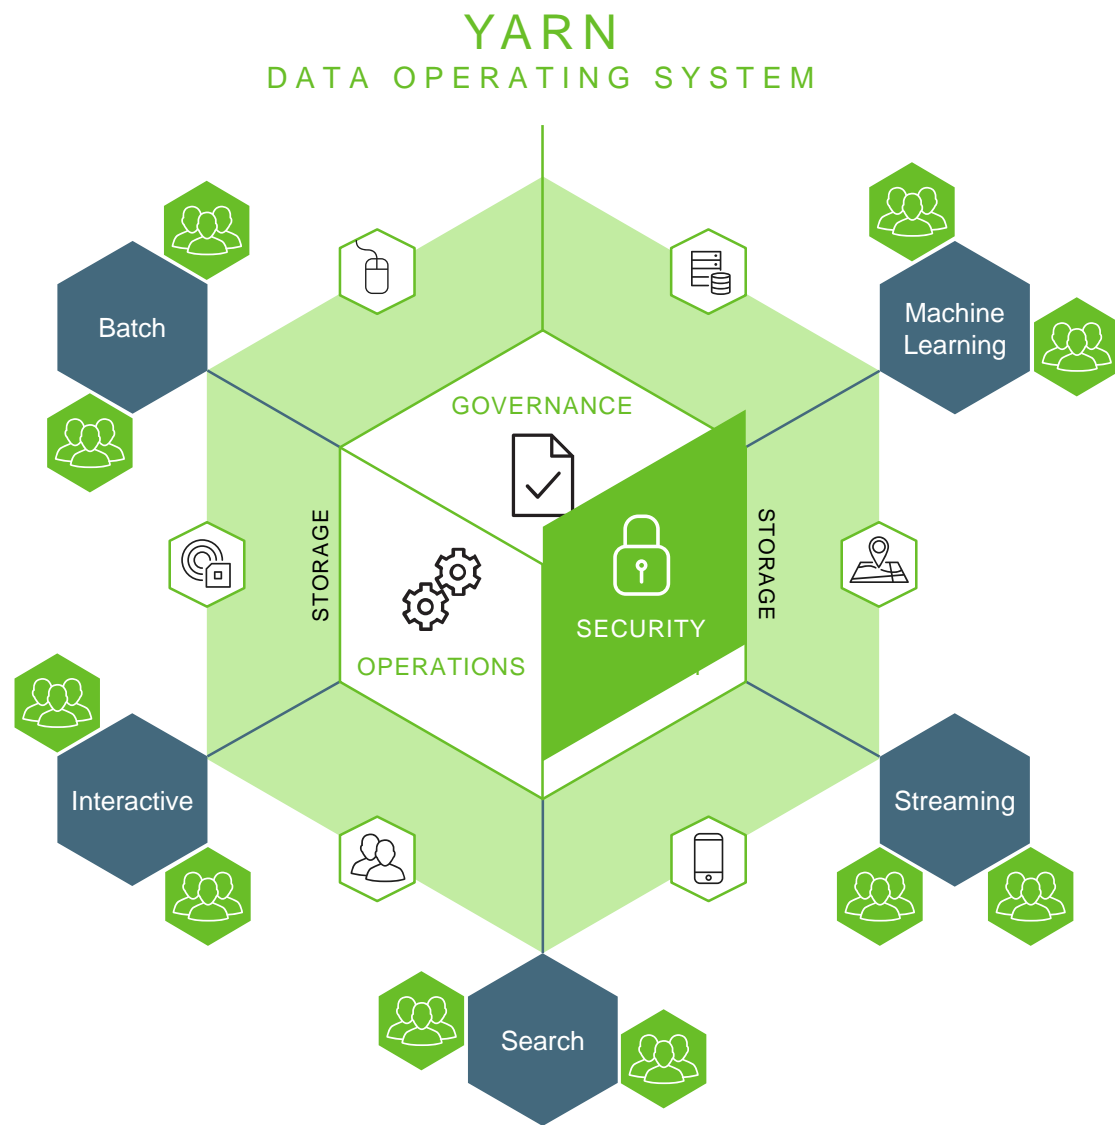 YARN
DATA OPERATING SYSTEM
Batch
Machine
Learning
GOVERNANCE
STORAGE
STORAGE
SECURITY
OPERATIONS
Interactive
Streaming
Search